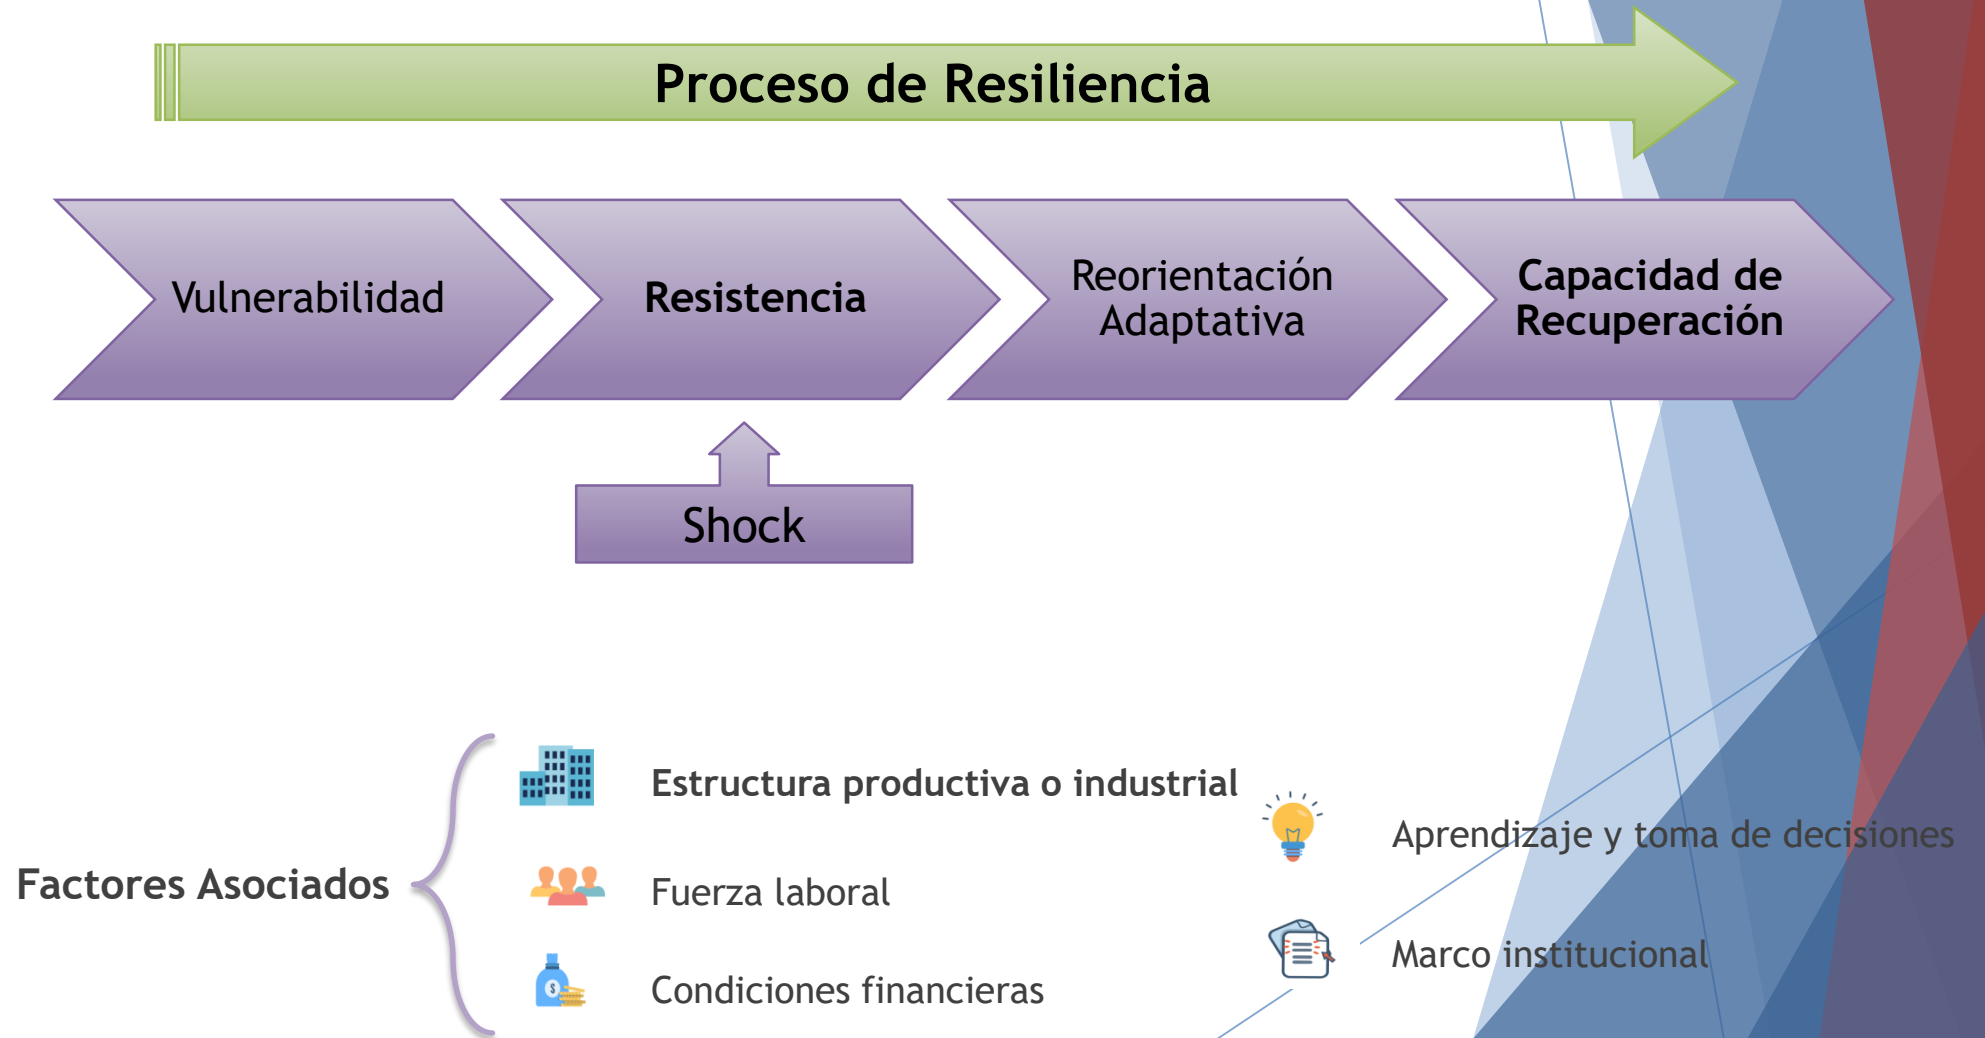 Proceso de Resiliencia
Vulnerabilidad
Resistencia
Reorientación
Adaptativa
Capacidad de
Recuperación
Shock
Factores Asociados
Estructura productiva o industrial
Fuerza laboral
$
Condiciones financieras
Aprendizaje y toma de decisiones
Marco institucional